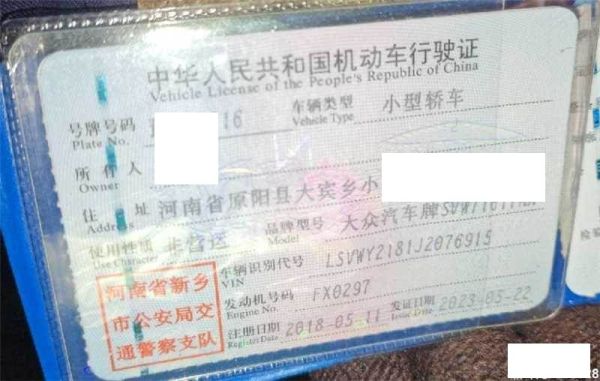 中华人民共和国机动车行驶证
Vehicle License of the People's Republic of China
号牌号码 16 车辆类型 小型轿车
Plate No. Vehicle Type
所有人
Owner
住址 河南省原阳县大宾乡小
Address
使用性质 非营运 品牌型号 大众汽车牌
Use Character Model
车辆识别代号 LSVWY2181J2076915
VIN
发动机号码 FX0297
Engine No.
注册日期 2018-05-11 发证日期 2023-05-22
Register Date Issue Date
河南省新乡
市公安局交
通警察支队
28